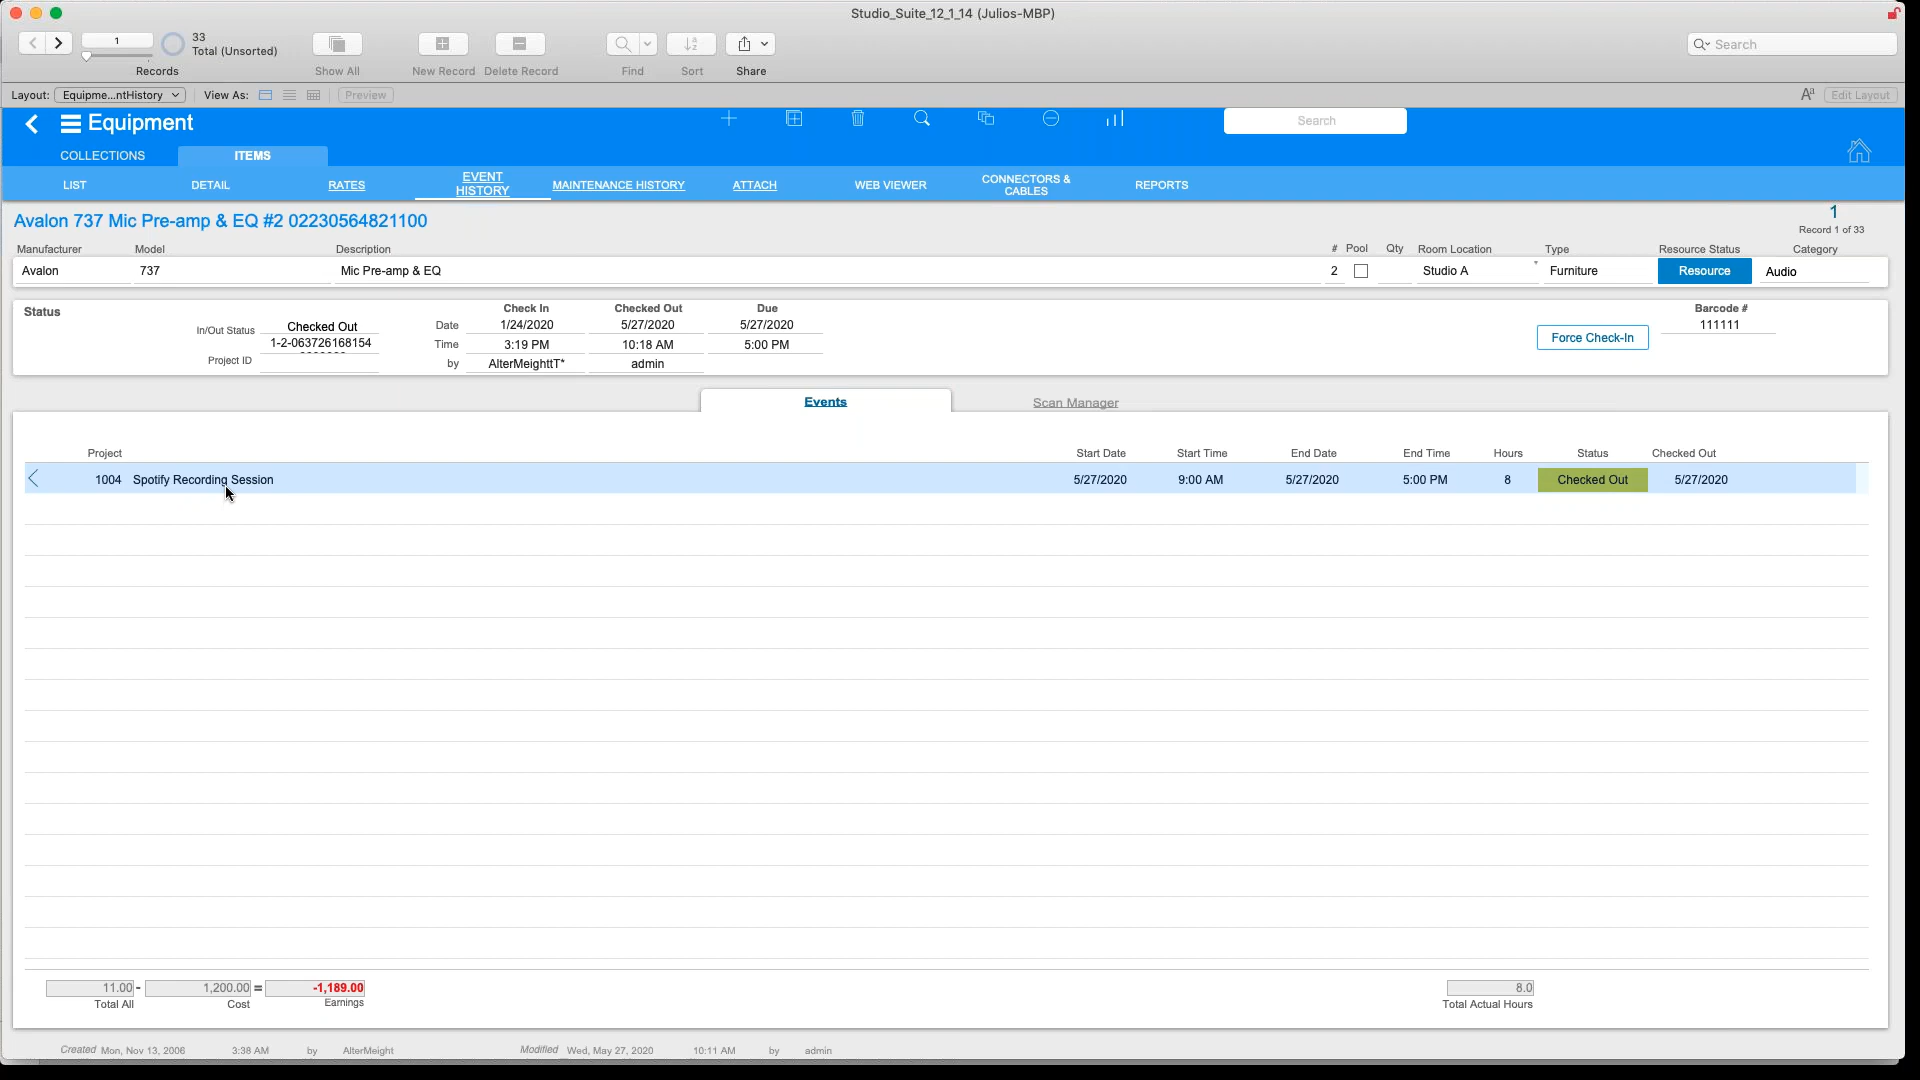 Studio_Suite_12_1_14 (Julios-MBP)
1
33
Total (Unsorted)
Search
Records
Show All
New Record
Delete Record
Find
Sort
Share
Layout: Equipme...ntHistory
View As:
Preview
Aa
Edit Layout
Equipment
Search
COLLECTIONS
ITEMS
LIST
DETAIL
RATES
EVENT
HISTORY
MAINTENANCE HISTORY
ATTACH
WEB VIEWER
CONNECTORS &
CABLES
REPORTS
Avalon 737 Mic Pre-amp & EQ #2 02230564821100
1
Record 1 of 33
Manufacturer Model Description # Pool Qty Room Location Type Resource Status Category
Avalon 737 Mic Pre-amp & EQ 2 Studio A Furniture Resource Audio
Status
Check In Checked Out Due
Barcode #
In/Out Status Checked Out
Date 1/24/2020 5/27/2020 5/27/2020
111111
1-2-063726168154
Time 3:19 PM 10:18 AM 5:00 PM
Force Check-In
Project ID
by AlterMeighttT* admin
Events
Scan Manager
Project Start Date Start Time End Date End Time Hours Status Checked Out
1004 Spotify Recording Session 5/27/2020 9:00 AM 5/27/2020 5:00 PM 8 Checked Out 5/27/2020
11.00 - 1,200.00 = -1,189.00
8.0
Total All Cost Earnings
Total Actual Hours
Created Mon, Nov 13, 2006 3:38 AM by AlterMeight
Modified Wed, May 27, 2020 10:11 AM by admin